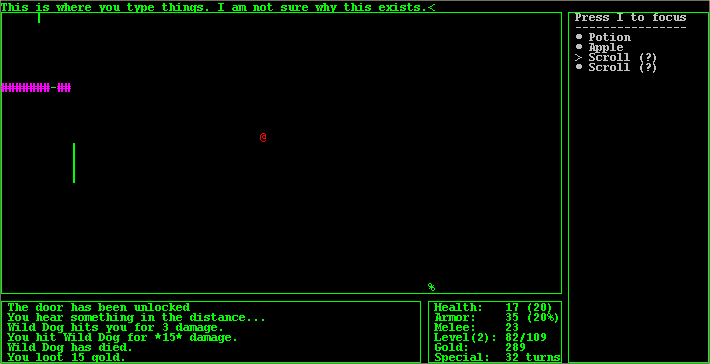 This is where you type things. I am not sure why this exists.<
Press I to focus
----------------
● Potion
● Apple
> Scroll (?)
● Scroll (?)
##########-##
@
%
The door has been unlocked
You hear something in the distance...
Wild Dog hits you for 3 damage.
You hit Wild Dog for *15* damage.
Wild Dog has died.
You loot 15 gold.
Health: 17 (20)
Armor: 35 (20%)
Melee: 23
Level(2): 82/109
Gold: 289
Special: 32 turns